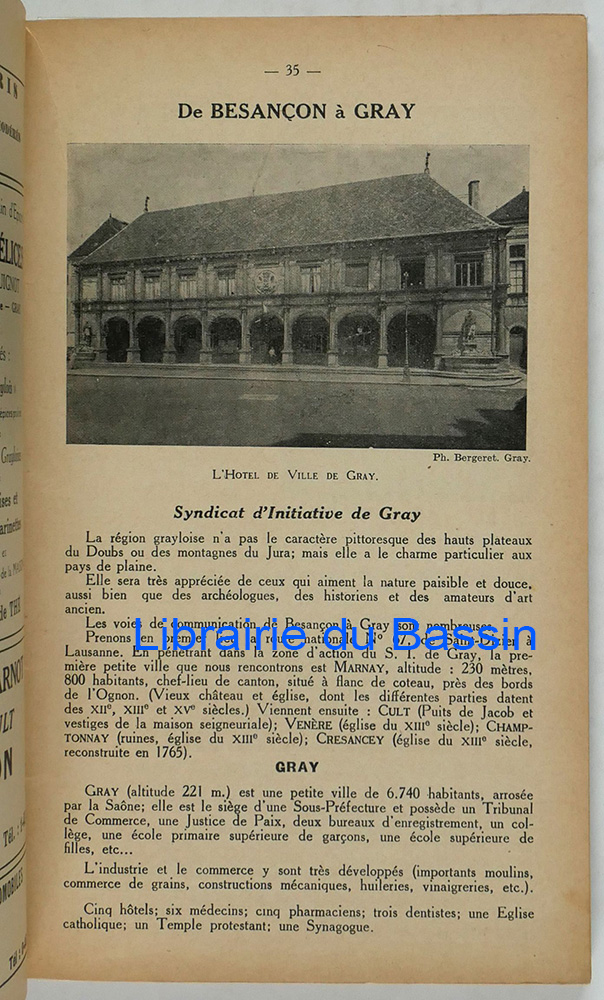 — 35 —
De BESANÇON à GRAY
Ph. Bergeret. Gray.
L'HOTEL DE VILLE DE GRAY.
Syndicat d'Initiative de Gray
La région grayloise n'a pas le caractère pittoresque des hauts plateaux
du Doubs ou des montagnes du Jura; mais elle a le charme particulier aux
pays de plaine.
Elle sera très appréciée de ceux qui aiment la nature paisible et douce,
aussi bien que des archéologues, des historiens et des amateurs d'art
ancien.
Les voies de communication de Besançon à Gray sont nombreuses.
Prenons en premier lieu la route nationale N° 67, de Saint-Dizier à
Librairie du Bassin
Lausanne. En pénétrant dans la zone d'action du S. I. de Gray, la pre-
mière petite ville que nous rencontrons est MARNAY, altitude : 230 mètres,
800 habitants, chef-lieu de canton, situé à flanc de coteau, près des bords
de l'Ognon. (Vieux château et église, dont les différentes parties datent
des XIIe, XIIIe et XVe siècles.) Viennent ensuite : CULT (Puits de Jacob et
vestiges de la maison seigneuriale); VENÈRE (église du XIIIe siècle); CHAMP-
TONNAY (ruines, église du XIIIe siècle); CRESANCEY (église du XIIIe siècle,
reconstruite en 1765).
GRAY
GRAY (altitude 221 m.) est une petite ville de 6.740 habitants, arrosée
par la Saône; elle est le siège d'une Sous-Préfecture et possède un Tribunal
de Commerce, une Justice de Paix, deux bureaux d'enregistrement, un col-
lège, une école primaire supérieure de garçons, une école supérieure de
filles, etc...
L'industrie et le commerce y sont très développés (importants moulins,
commerce de grains, constructions mécaniques, huileries, vinaigreries, etc.).
Cinq hôtels; six médecins; cinq pharmaciens; trois dentistes; une Eglise
catholique; un Temple protestant; une Synagogue.